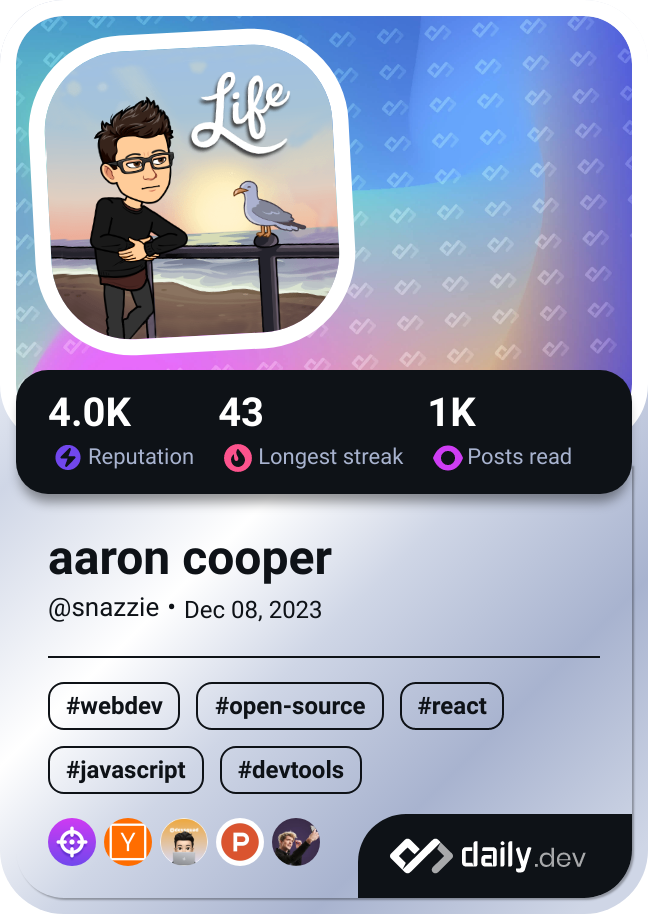 Life
4.0K 43 1K
Reputation Longest streak Posts read
aaron cooper
@snazzie • Dec 08, 2023
#webdev #open-source #react
#javascript #devtools
Y P
daily.dev